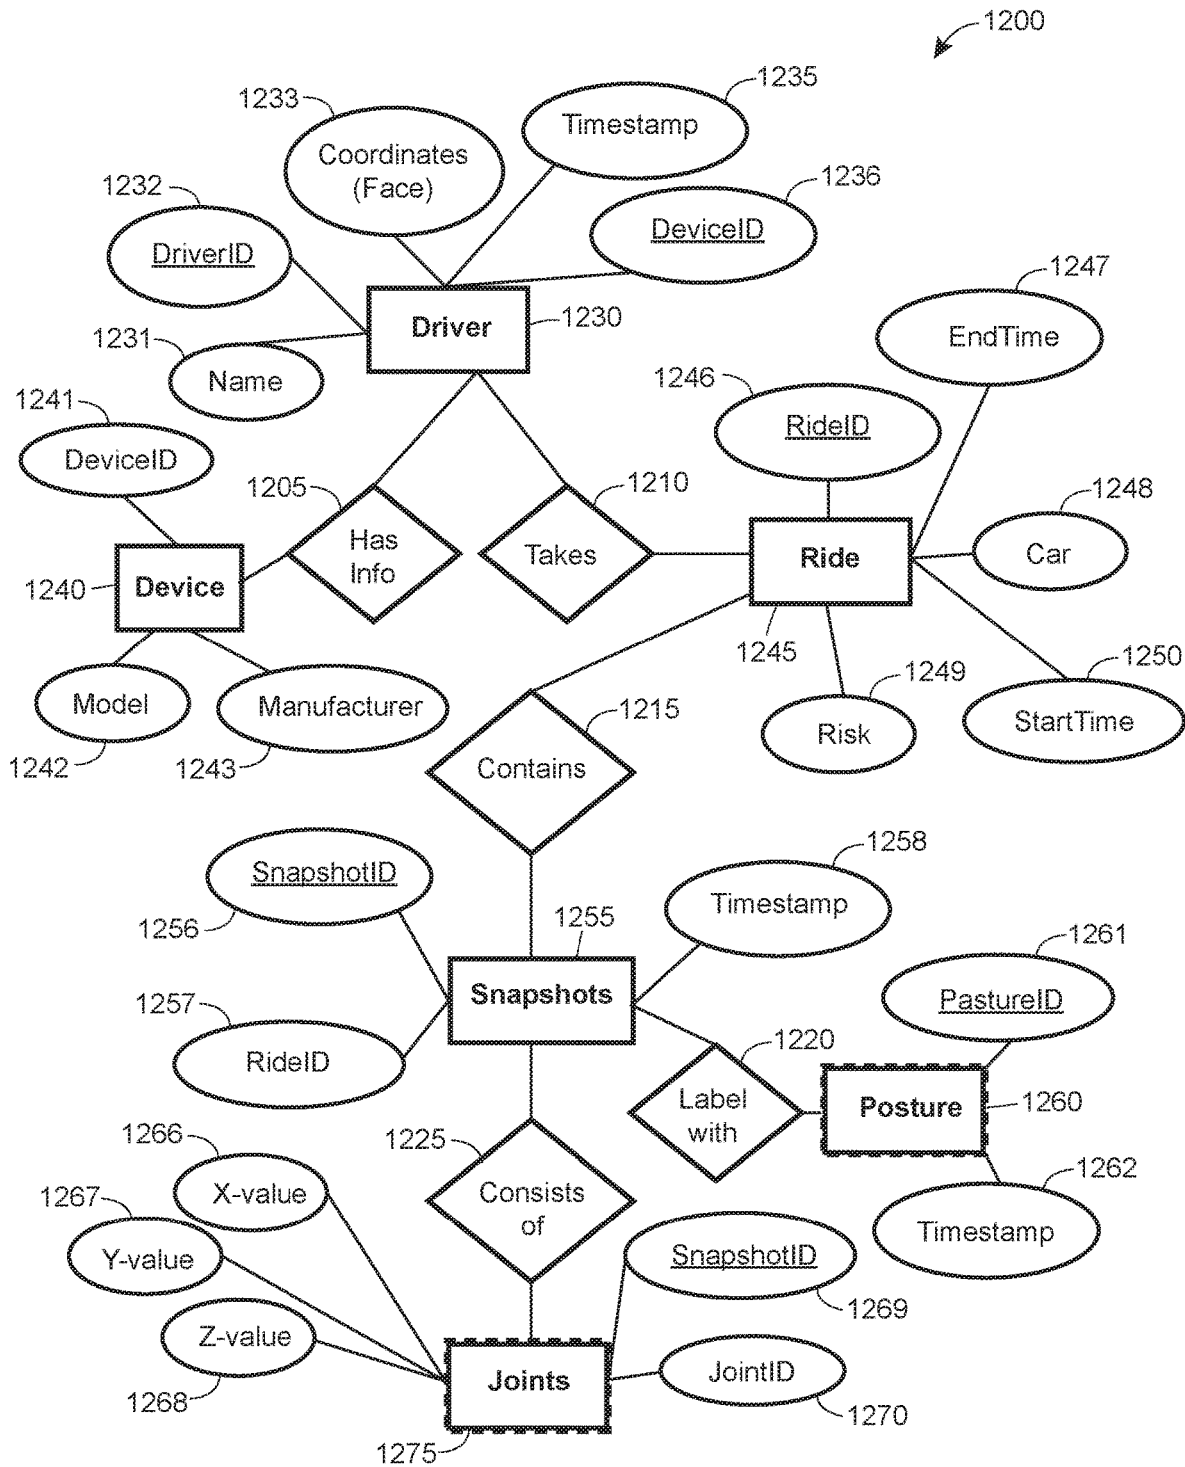 1200
1233
1235
Timestamp
Coordinates
(Face)
1232
1236
DriverID
DeviceID
1247
Driver
1230
EndTime
1231
Name
1246
RideID
1241
DeviceID
1205
1210
1248
Has
Info
Takes
Ride
Car
1240
Device
1245
1250
1249
Model
Manufacturer
1215
Risk
StartTime
1242
1243
Contains
1258
SnapshotID
Timestamp
1256
1255
1261
Snapshots
PastureID
1257
RideID
1220
Label
with
Posture
1260
1266
1225
1262
X-value
Consists
of
1267
Y-value
Timestamp
SnapshotID
1269
Z-value
1268
Joints
JointID
1270
1275